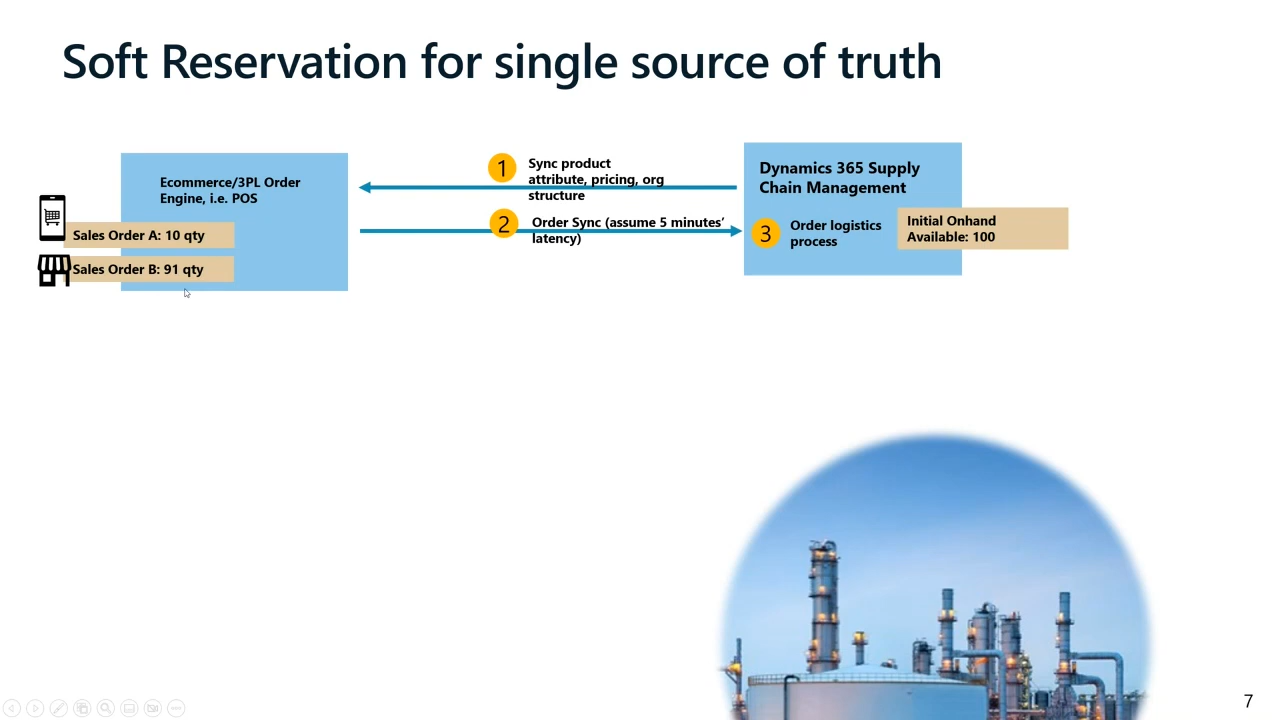 Soft Reservation for single source of truth
Ecommerce/3PL Order
Engine, i.e. POS
Sales Order A: 10 qty
Sales Order B: 91 qty
1
Sync product
attribute, pricing, org
structure
2
Order Sync (assume 5 minutes’
latency)
Dynamics 365 Supply
Chain Management
3
Order logistics
process
Initial Onhand
Available: 100
7